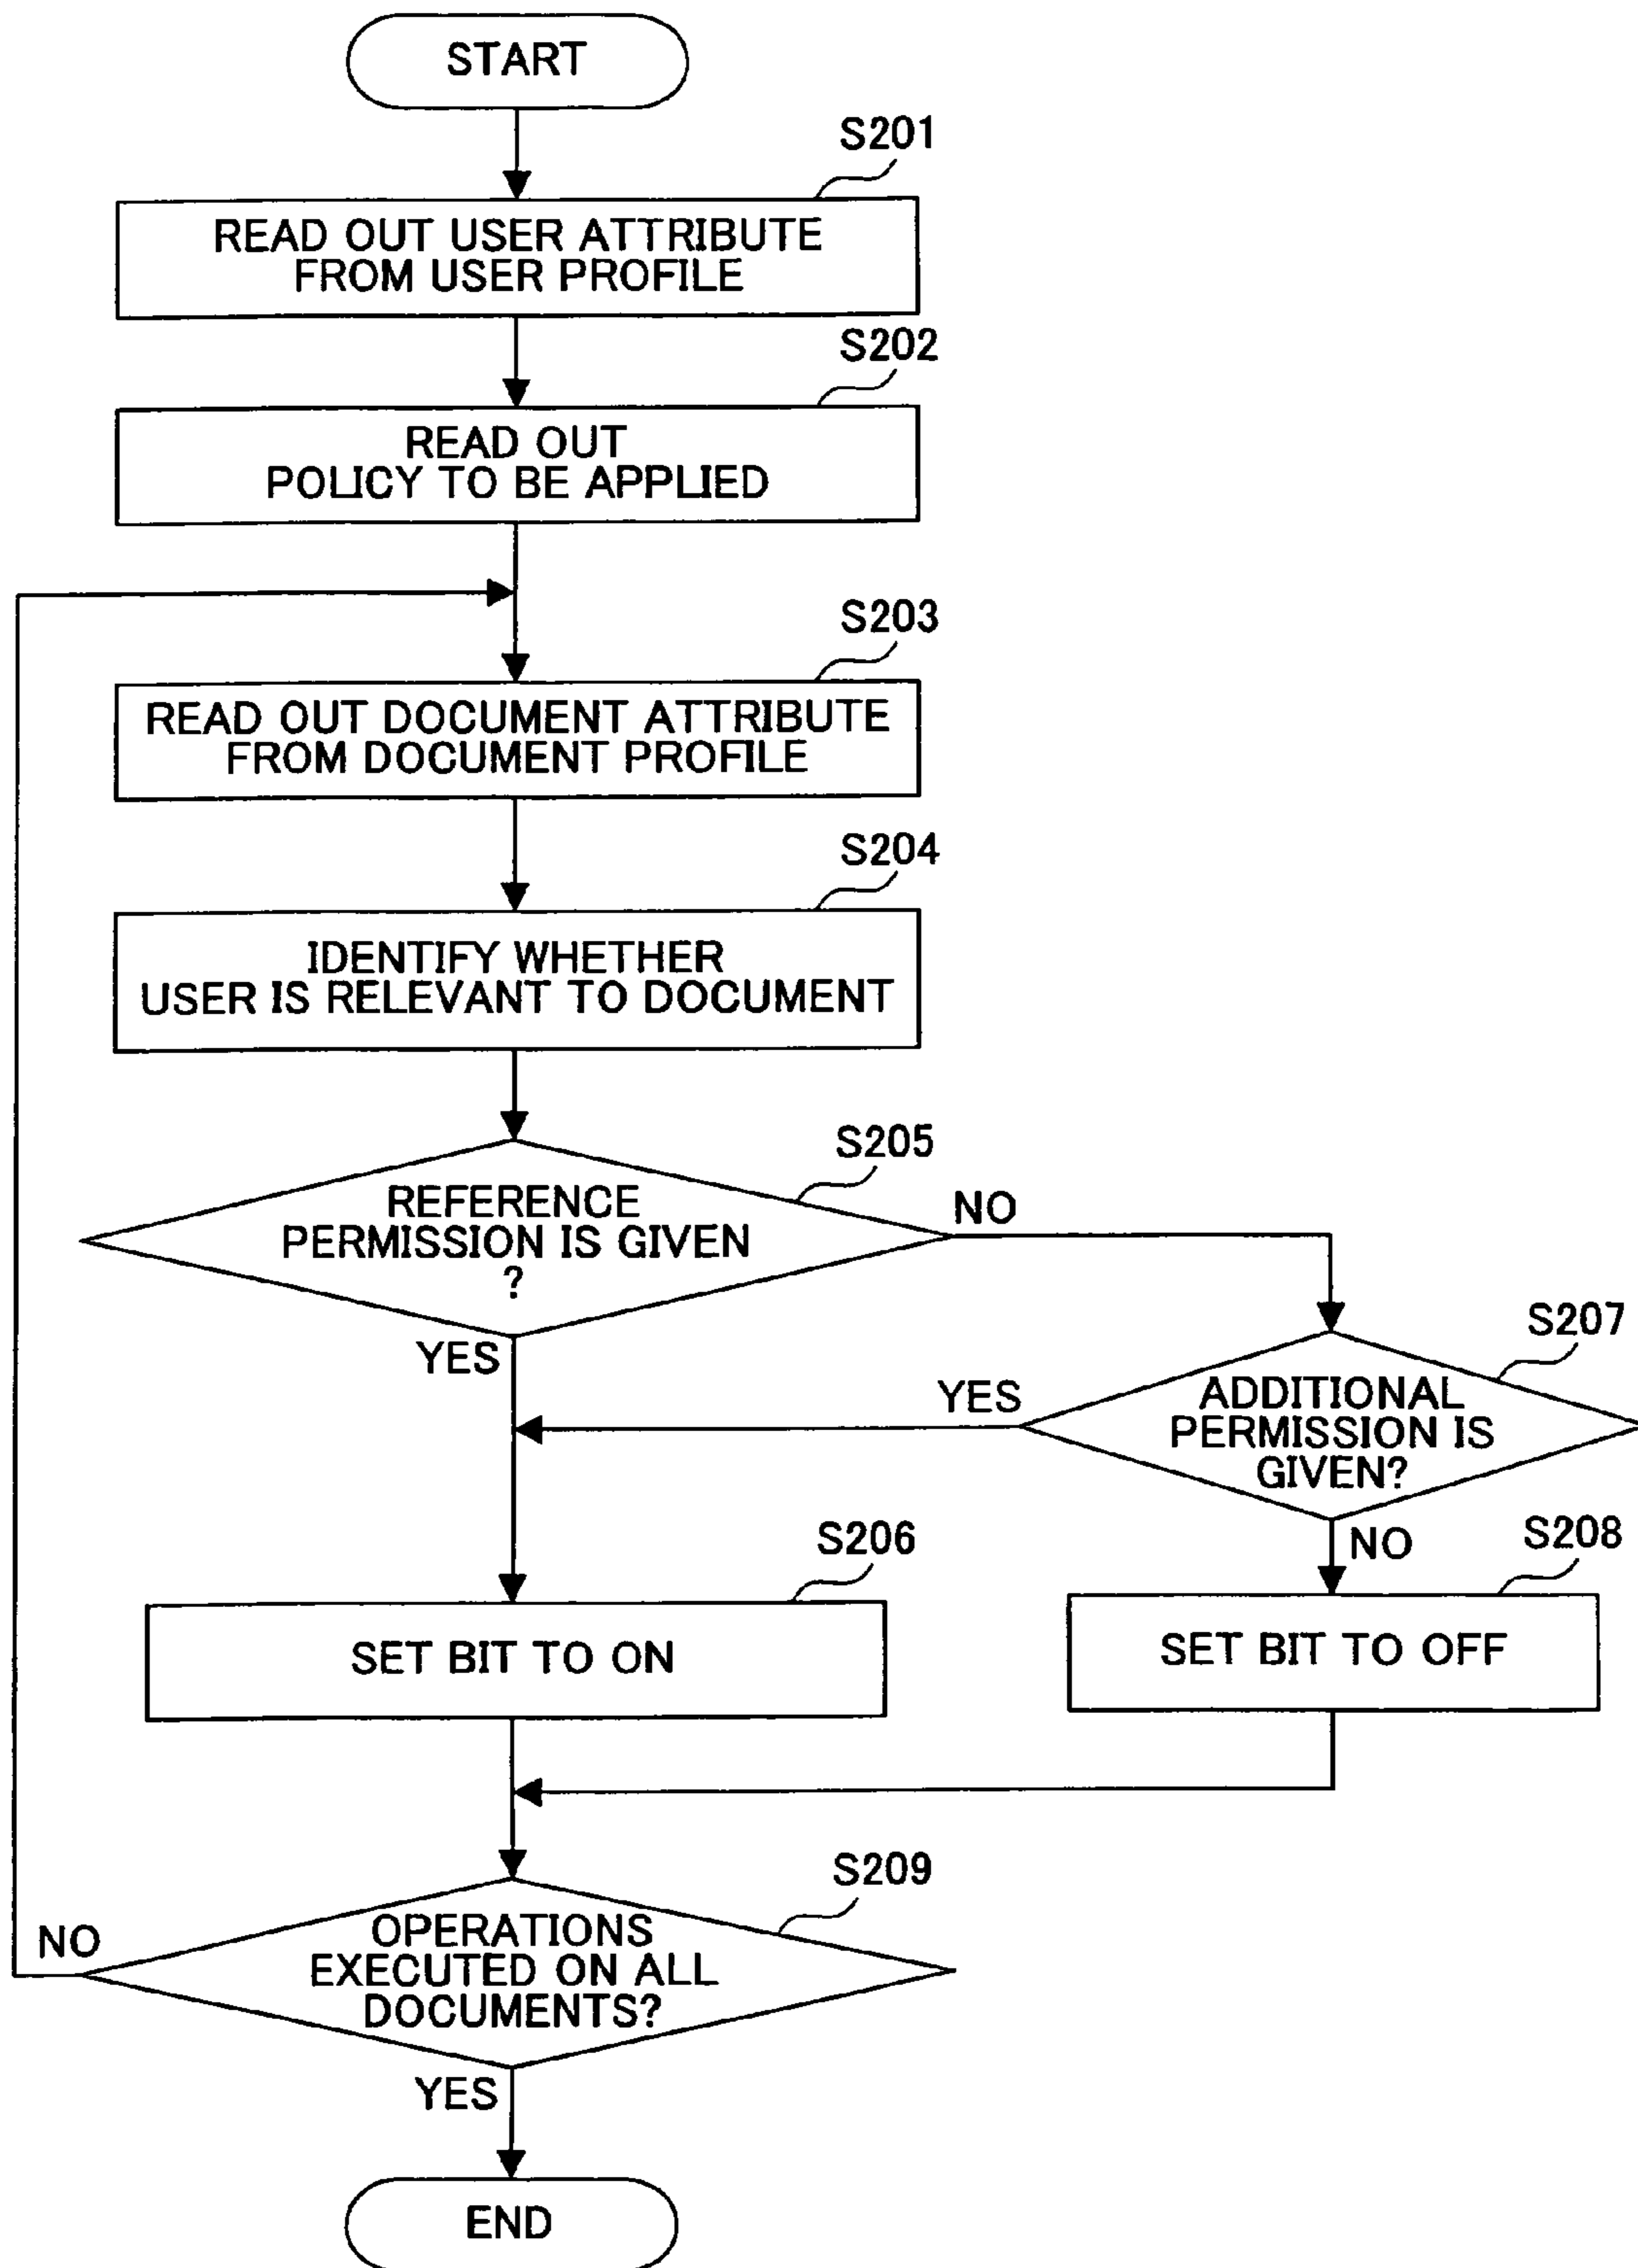 START
S201
READ OUT USER ATTRIBUTE
FROM USER PROFILE
S202
READ OUT
POLICY TO BE APPLIED
S203
READ OUT DOCUMENT ATTRIBUTE
FROM DOCUMENT PROFILE
S204
IDENTIFY WHETHER
USER IS RELEVANT TO DOCUMENT
S205
REFERENCE
PERMISSION IS GIVEN
?
NO
YES
S207
ADDITIONAL
PERMISSION IS
GIVEN?
YES
NO
S206
SET BIT TO ON
S208
SET BIT TO OFF
S209
OPERATIONS
EXECUTED ON ALL
DOCUMENTS?
NO
YES
END